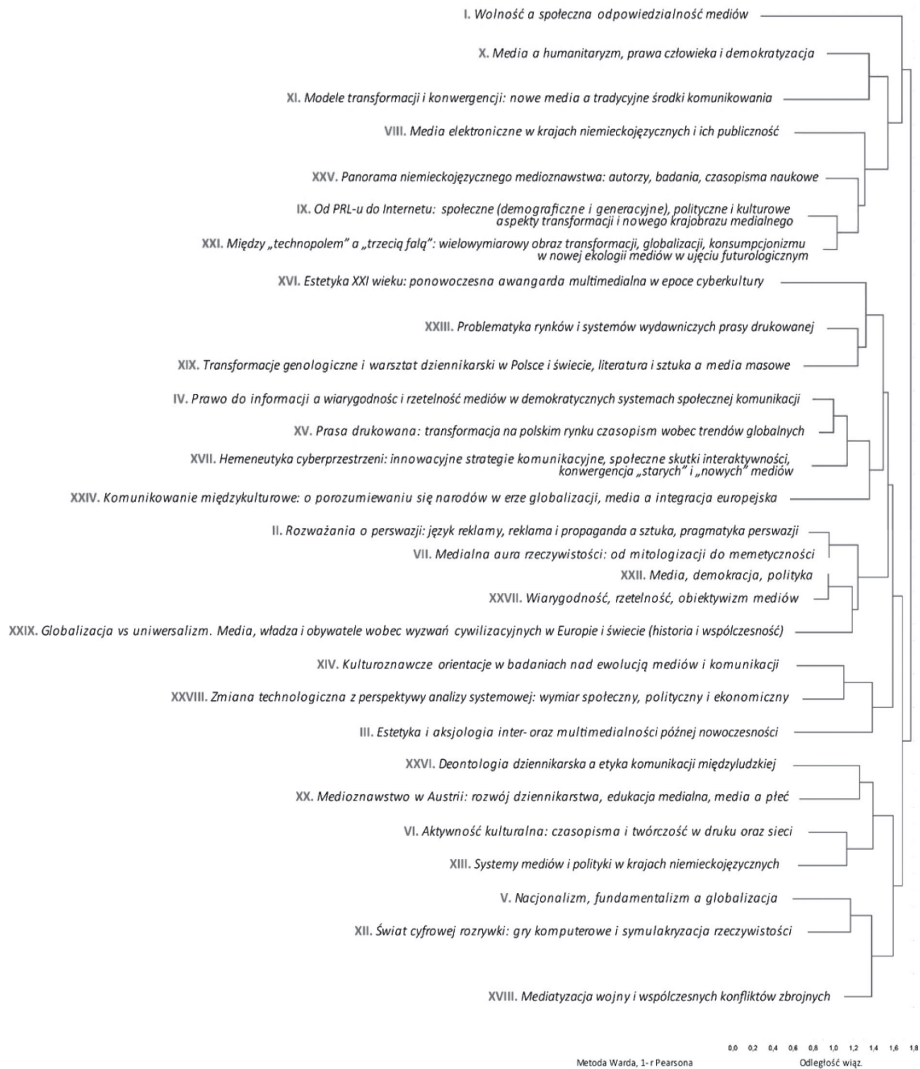 I. Wolność a społeczna odpowiedzialność mediów
X. Media a humanitaryzm, prawa człowieka i demokratyzacja
XI. Modele transformacji i konwergencji: nowe media a tradycyjne środki komunikowania
VIII. Media elektroniczne w krajach niemieckojęzycznych i ich publiczność
XXV. Panorama niemieckojęzycznego medioznawstwa: autorzy, badania, czasopisma naukowe
IX. Od PRL-u do Internetu: społeczne (demograficzne i generacyjne), polityczne i kulturowe
aspekty transformacji i nowego krajobrazu medialnego
XXI. Między „technopolem” a „trzecią falą”: wielowymiarowy obraz transformacji, globalizacji, konsumpcjonizmu
w nowej ekologii mediów w ujęciu futurologicznym
XVI. Estetyka XXI wieku: ponowoczesna awangarda multimedialna w epoce cyberkultury
XXIII. Problematyka rynków i systemów wydawniczych prasy drukowanej
XIX. Transformacje genologiczne i warsztat dziennikarski w Polsce i świecie, literatura i sztuka a media masowe
IV. Prawo do informacji a wiarygodnośc i rzetelność mediów w demokratycznych systemach społecznej komunikacji
XV. Prasa drukowana: transformacja na polskim rynku czasopism wobec trendów globalnych
XVII. Hemeneutyka cyberprzestrzeni: innowacyjne strategie komunikacyjne, społeczne skutki interaktywności,
konwergencja „starych” i „nowych” mediów
XXIV. Komunikowanie międzykulturowe: o porozumiewaniu się narodów w erze globalizacji, media a integracja europejska
II. Rozważania o perswazji: język reklamy, reklama i propaganda a sztuka, pragmatyka perswazji
VII. Medialna aura rzeczywistości: od mitologizacji do memetyczności
XXII. Media, demokracja, polityka
XXVII. Wiarygodność, rzetelność, obiektywizm mediów
XXIX. Globalizacja vs uniwersalizm. Media, władza i obywatele wobec wyzwań cywilizacyjnych w Europie i świecie (historia i współczesność)
XIV. Kulturoznawcze orientacje w badaniach nad ewolucją mediów i komunikacji
XXVIII. Zmiana technologiczna z perspektywy analizy systemowej: wymiar społeczny, polityczny i ekonomiczny
III. Estetyka i aksjologia inter- oraz multimedialności późnej nowoczesności
XXVI. Deontologia dziennikarska a etyka komunikacji międzyludzkiej
XX. Medioznawstwo w Austrii: rozwój dziennikarstwa, edukacja medialna, media a płeć
VI. Aktywność kulturalna: czasopisma i twórczość w druku oraz sieci
XIII. Systemy mediów i polityki w krajach niemieckojęzycznych
V. Nacjonalizm, fundamentalizm a globalizacja
XII. Świat cyfrowej rozrywki: gry komputerowe i symulakryzacja rzeczywistości
XVIII. Mediatyzacja wojny i współczesnych konfliktów zbrojnych
0,0 0,2 0,4 0,6 0,8 1,0 1,2 1,4 1,6 1,8
Metoda Warda, 1- r Pearsona Odległość wiąz.